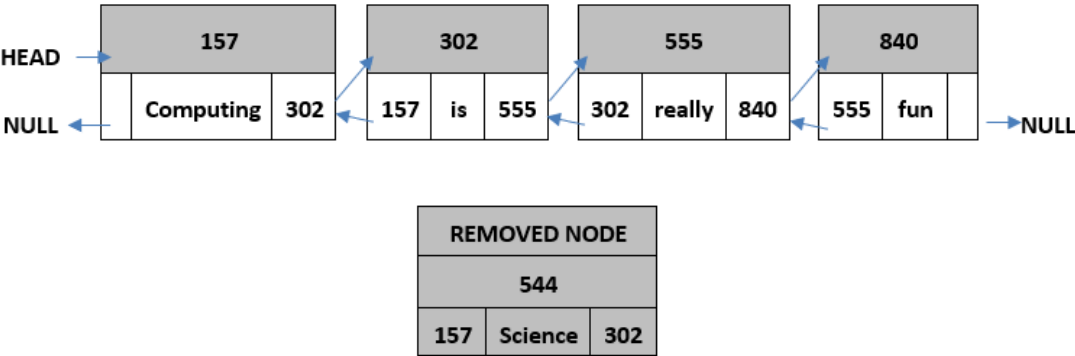 157 302 555 840
HEAD
Computing 302 157 is 555 302 really 840 555 fun
NULL NULL
REMOVED NODE
544
157 Science 302